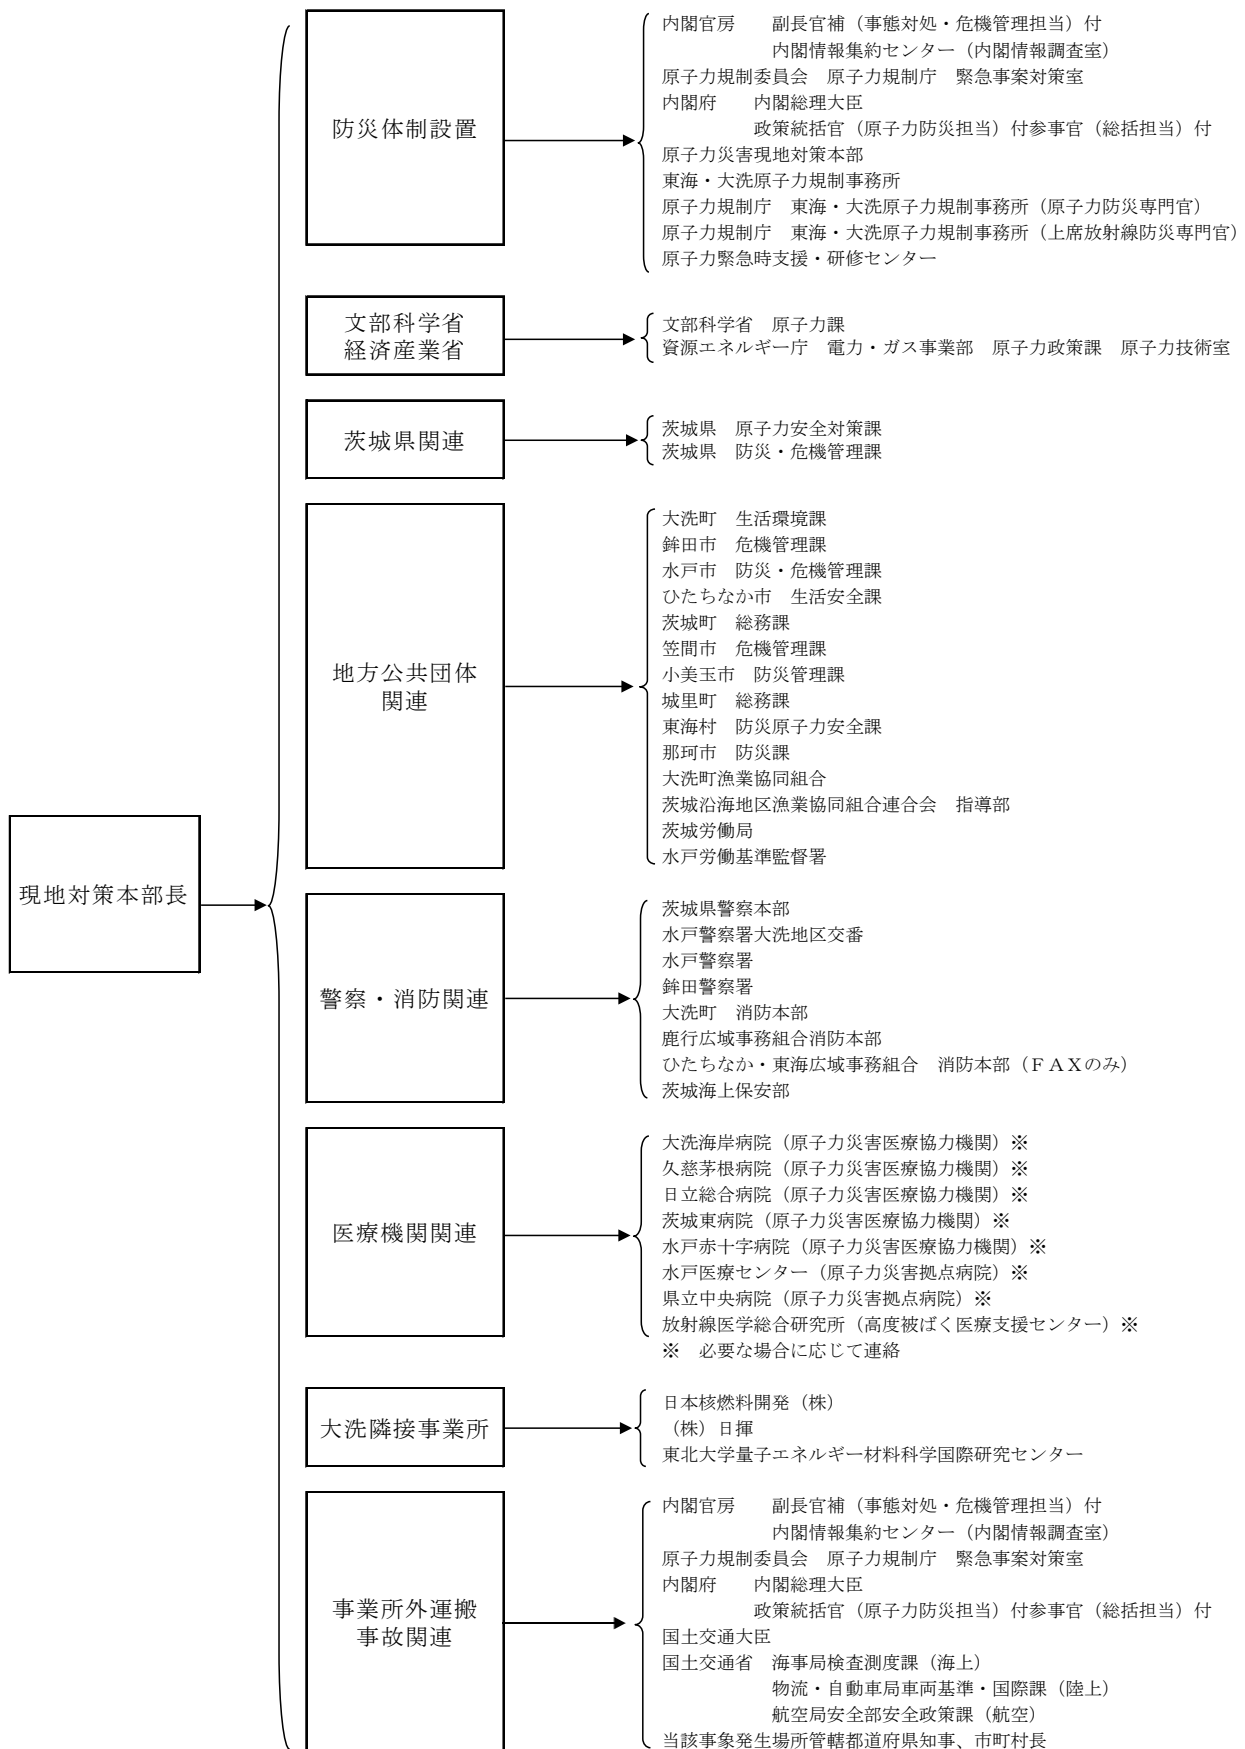 現地対策本部長
防災体制設置
内閣官房　　副長官補（事態対処・危機管理担当）付
内閣情報集約センター（内閣情報調査室）
原子力規制委員会　原子力規制庁　緊急事案対策室
内閣府　　内閣総理大臣
政策統括官（原子力防災担当）付参事官（総括担当）付
原子力災害現地対策本部
東海・大洗原子力規制事務所
原子力規制庁　東海・大洗原子力規制事務所（原子力防災専門官）
原子力規制庁　東海・大洗原子力規制事務所（上席放射線防災専門官）
原子力緊急時支援・研修センター
文部科学省
経済産業省
文部科学省　原子力課
資源エネルギー庁　電力・ガス事業部　原子力政策課　原子力技術室
茨城県関連
茨城県　原子力安全対策課
茨城県　防災・危機管理課
地方公共団体
関連
大洗町　生活環境課
鉾田市　危機管理課
水戸市　防災・危機管理課
ひたちなか市　生活安全課
茨城町　総務課
笠間市　危機管理課
小美玉市　防災管理課
城里町　総務課
東海村　防災原子力安全課
那珂市　防災課
大洗町漁業協同組合
茨城沿海地区漁業協同組合連合会　指導部
茨城労働局
水戸労働基準監督署
警察・消防関連
茨城県警察本部
水戸警察署大洗地区交番
水戸警察署
鉾田警察署
大洗町　消防本部
鹿行広域事務組合消防本部
ひたちなか・東海広域事務組合　消防本部（ＦＡＸのみ）
茨城海上保安部
医療機関関連
大洗海岸病院（原子力災害医療協力機関）※
久慈茅根病院（原子力災害医療協力機関）※
日立総合病院（原子力災害医療協力機関）※
茨城東病院（原子力災害医療協力機関）※
水戸赤十字病院（原子力災害医療協力機関）※
水戸医療センター（原子力災害拠点病院）※
県立中央病院（原子力災害拠点病院）※
放射線医学総合研究所（高度被ばく医療支援センター）※
※　必要な場合に応じて連絡
大洗隣接事業所
日本核燃料開発（株）
（株）日揮
東北大学量子エネルギー材料科学国際研究センター
事業所外運搬
事故関連
内閣官房　　副長官補（事態対処・危機管理担当）付
内閣情報集約センター（内閣情報調査室）
原子力規制委員会　原子力規制庁　緊急事案対策室
内閣府　　内閣総理大臣
政策統括官（原子力防災担当）付参事官（総括担当）付
国土交通大臣
国土交通省　海事局検査測度課（海上）
物流・自動車局車両基準・国際課（陸上）
航空局安全部安全政策課（航空）
当該事象発生場所管轄都道府県知事、市町村長